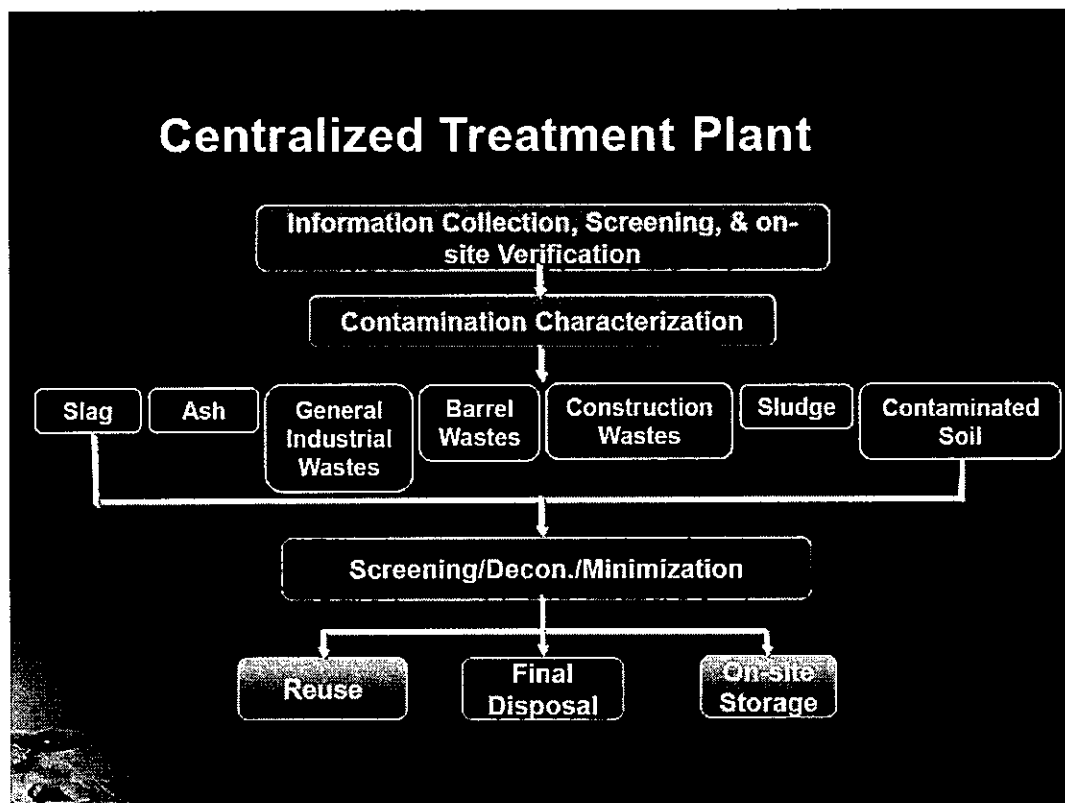 Centralized Treatment Plant
Information Collection, Screening, & on-
site Verification
Contamination Characterization
Slag
Ash
General
Industrial
Wastes
Barrel
Wastes
Construction
Wastes
Sludge
Contaminated
Soil
Screening/Decon./Minimization
Reuse
Final
Disposal
On-site
Storage